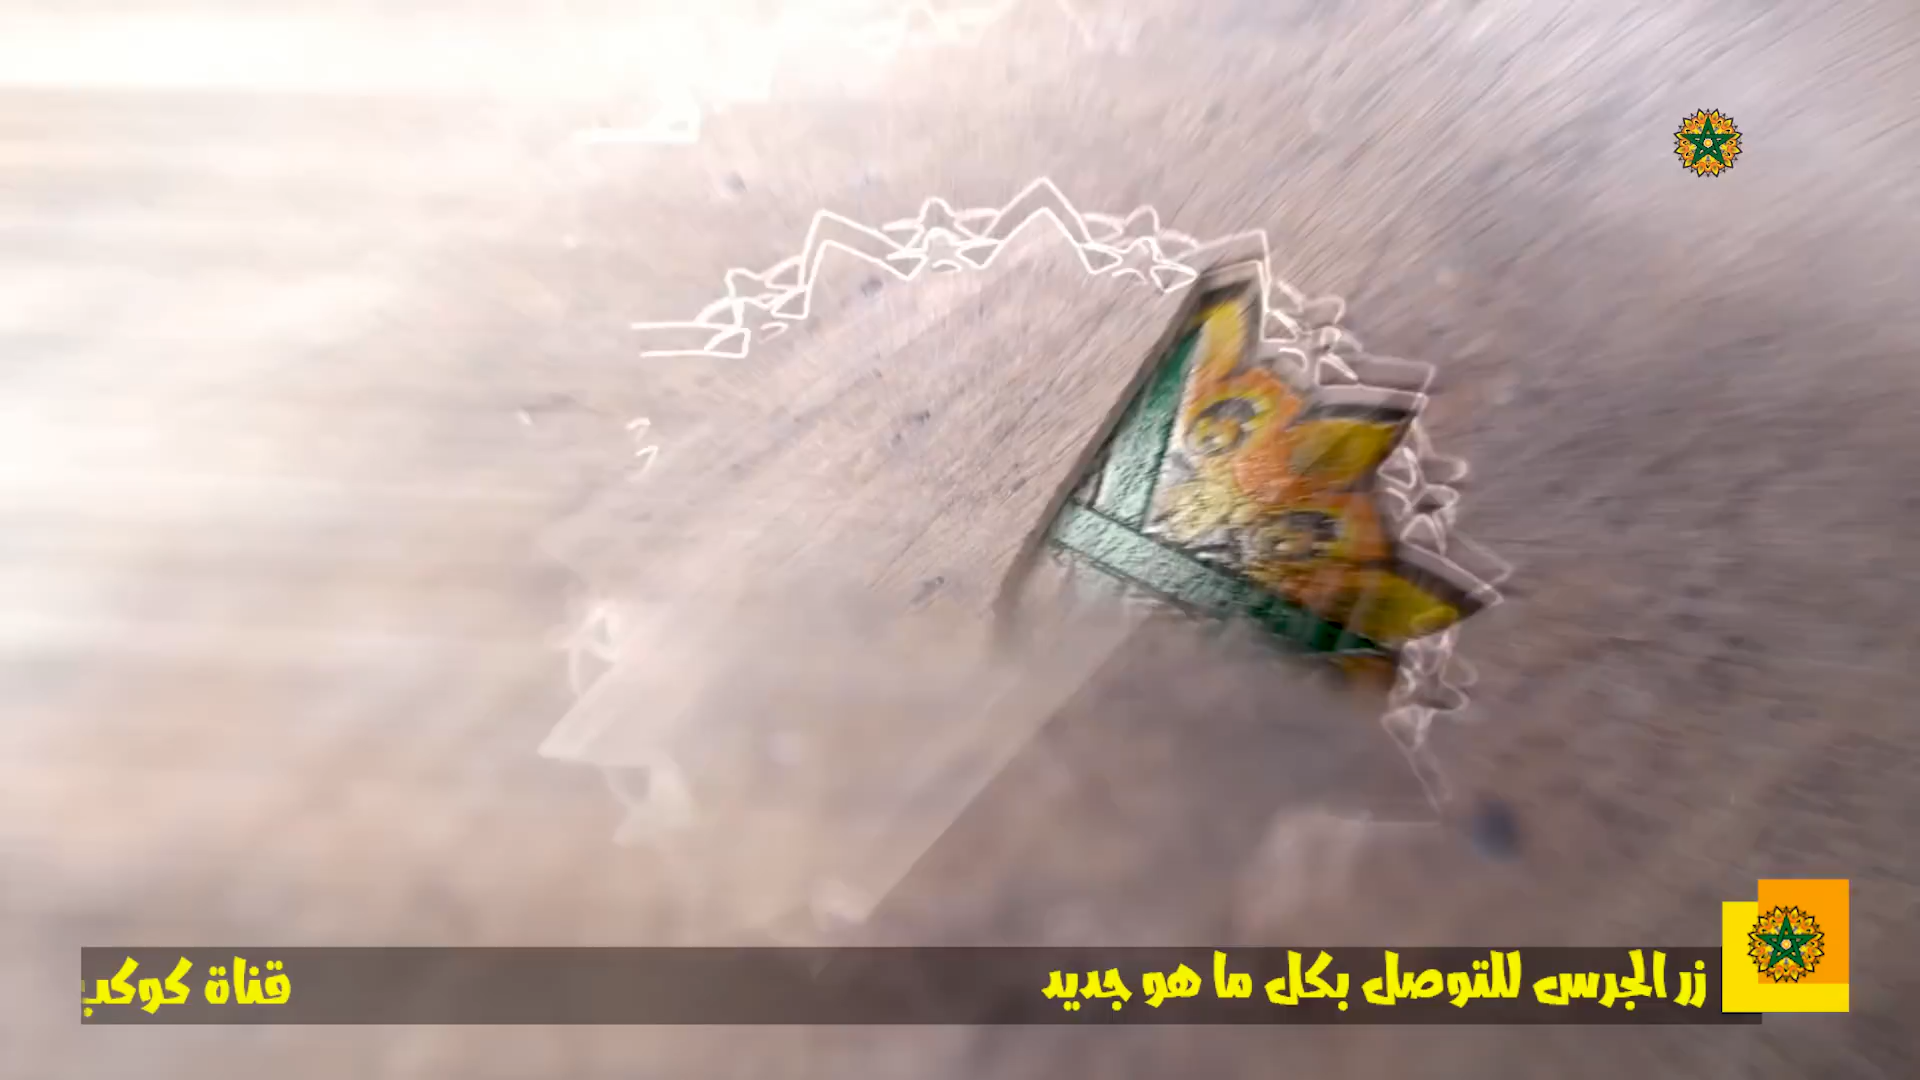 زر الجرس للتوصل بكل ما هو جديد
قناة كوكب